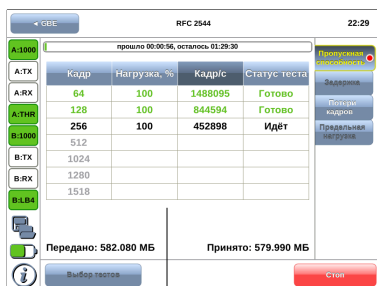 GBE
RFC 2544
22:29
A:1000
A:TX
A:RX
A:THR
B:1000
B:TX
B:RX
B:LB4
прошло 00:00:56, осталось 01:29:30
Кадр Нагрузка, % Кадр/с Статус теста
64 100 1488095 Готово
128 100 844594 Готово
256 100 452898 Идёт
512
1024
1280
1518
Передано: 582.080 МБ Принято: 579.990 МБ
Пропускная
способность
Задержка
Потери
кадров
Предельная
нагрузка
Выбор тестов
Стоп